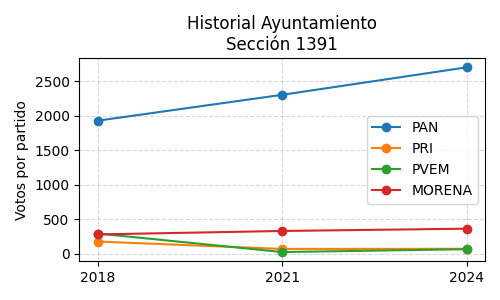 Historial Ayuntamiento
Sección 1391
Votos por partido
2500
2000
1500
1000
500
0
PAN
PRI
PVEM
MORENA
2018
2021
2024